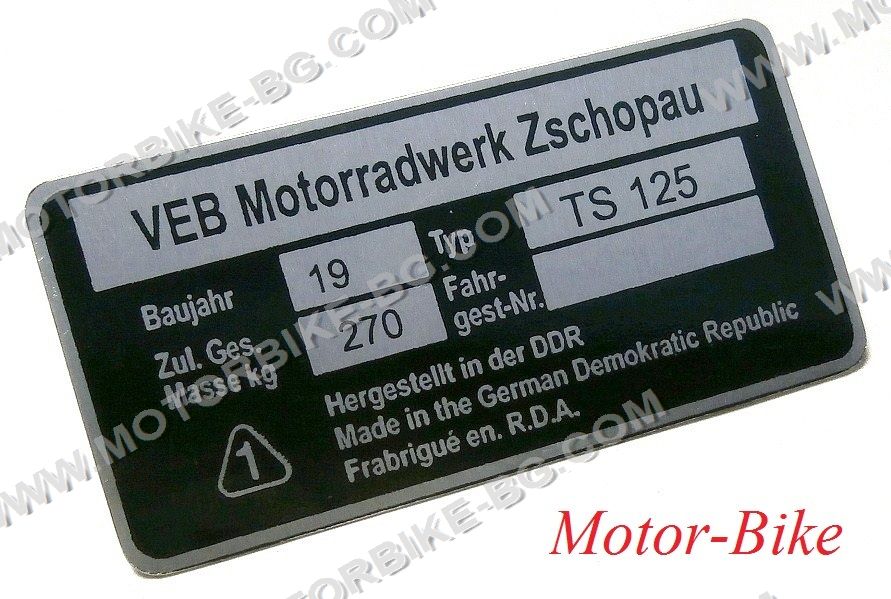 VEB Motorradwerk Zschopau
Baujahr 19 Typ TS 125
Zul. Ges. Masse kg 270 Fahr-
gest-Nr.
Hergestellt in der DDR
Made in the German Demokratic Republic
Frabrigué en. R.D.A.
1
Motor-Bike
WWW.MOTORBIKE-BG.COM